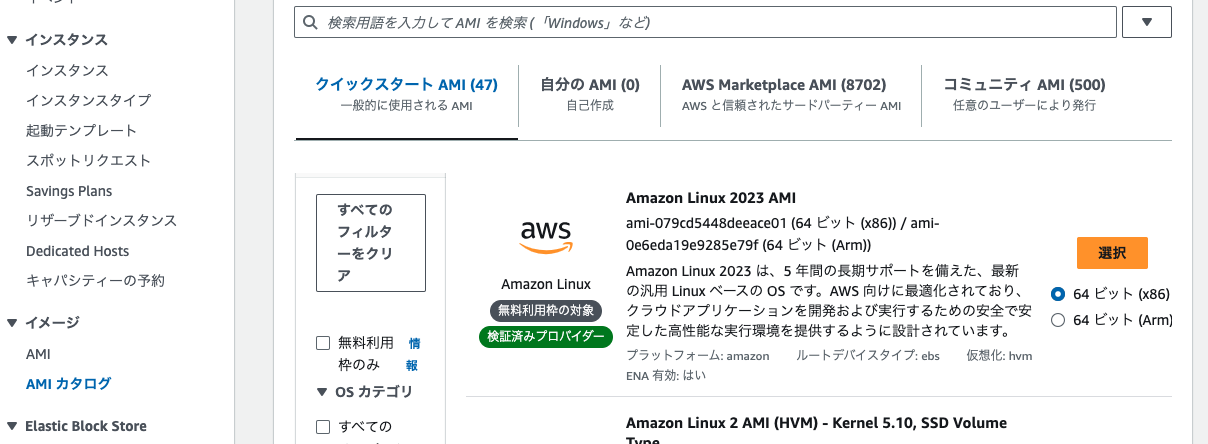 インスタンス
インスタンス
インスタンスタイプ
起動テンプレート
スポットリクエスト
Savings Plans
リザーブドインスタンス
Dedicated Hosts
キャパシティーの予約
イメージ
AMI
AMI カタログ
Elastic Block Store
検索用語を入力して AMI を検索 (「Windows」など)
クイックスタート AMI (47)
一般的に使用される AMI
自分の AMI (0)
自己作成
AWS Marketplace AMI (8702)
AWS と信頼されたサードパーティー AMI
コミュニティ AMI (500)
任意のユーザーにより発行
すべての
フィルタ
ーをクリ
ア
無料利用
枠のみ
情
報
OS カテゴリ
すべての
aws
Amazon Linux
無料利用枠の対象
検証済みプロバイダー
Amazon Linux 2023 AMI
ami-079cd5448deeace01 (64 ビット (x86)) / ami-
0e6eda19e9285e79f (64 ビット (Arm))
Amazon Linux 2023 は、5 年間の長期サポートを備えた、最新
の汎用 Linux ベースの OS です。AWS 向けに最適化されており、
クラウドアプリケーションを開発および実行するための安全で安
定した高性能な実行環境を提供するように設計されています。
プラットフォーム: amazon ルートデバイスタイプ: ebs 仮想化: hvm
ENA 有効: はい
選択
64 ビット (x86)
64 ビット (Arm)
Amazon Linux 2 AMI (HVM) - Kernel 5.10, SSD Volume
Type